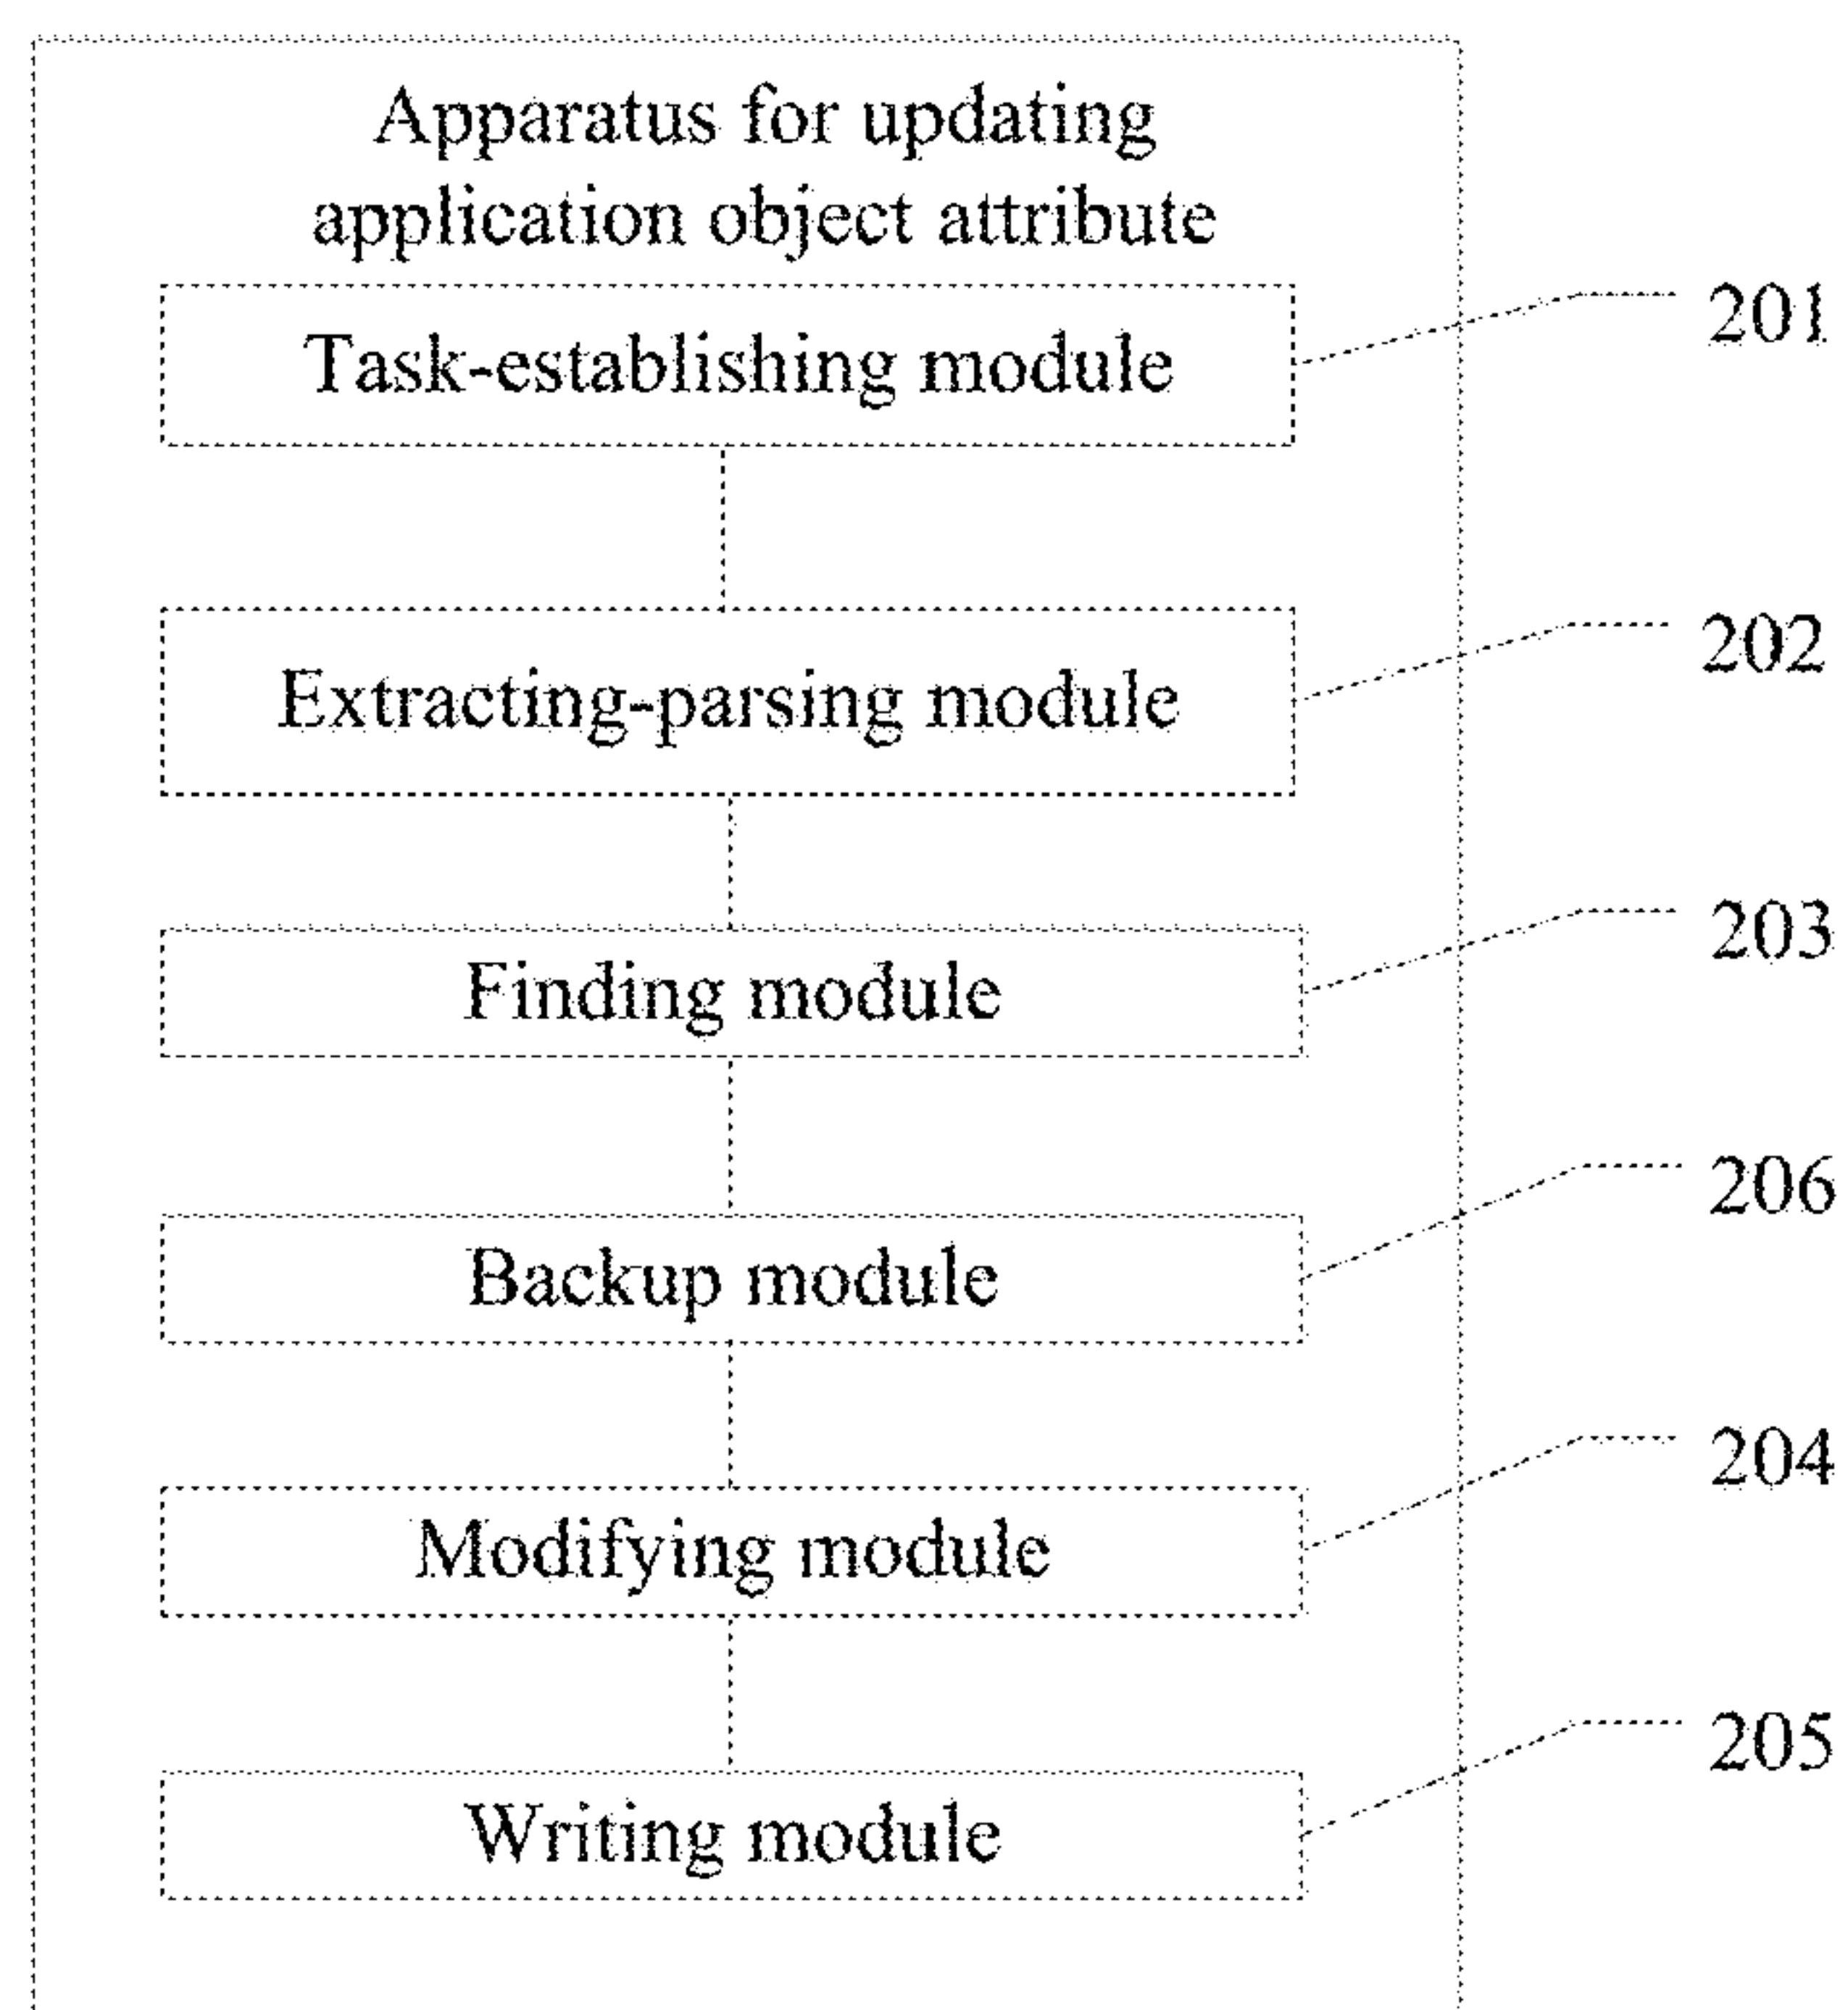 Apparatus for updating
application object attribute
Task-establishing module
201
Extracting-parsing module
202
Finding module
203
Backup module
206
Modifying module
204
Writing module
205